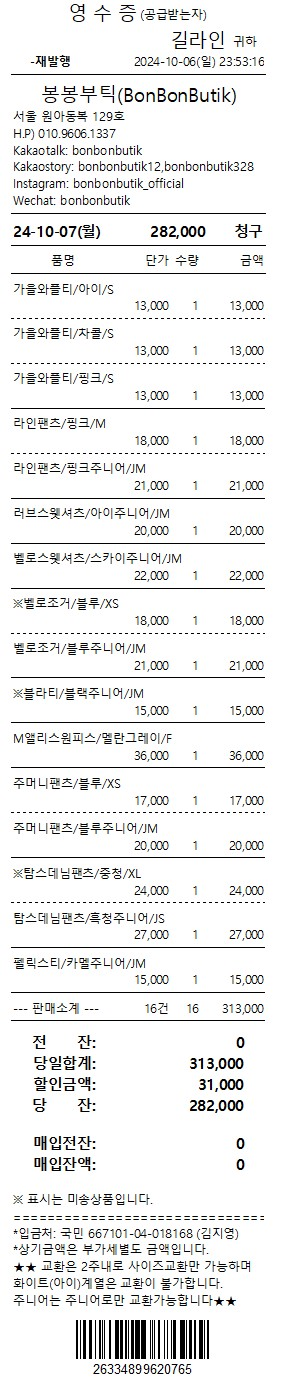 영 수 증 (공급받는자)
길라인 귀하
-재발행 2024-10-06(일) 23:53:16
봉봉부틱(BonBonButik)
서울 원아동복 129호
H.P) 010.9606.1337
Kakaotalk: bonbonbutik
Kakaostory: bonbonbutik12,bonbonbutik328
Instagram: bonbonbutik_official
Wechat: bonbonbutik
24-10-07(월) 282,000 청구
품명 단가 수량 금액
가을와플티/아이/S
13,000 1 13,000
가을와플티/차콜/S
13,000 1 13,000
가을와플티/핑크/S
13,000 1 13,000
라인팬츠/핑크/M
18,000 1 18,000
라인팬츠/핑크주니어/JM
21,000 1 21,000
러브스웻셔츠/아이주니어/JM
20,000 1 20,000
벨로스웻셔츠/스카이주니어/JM
22,000 1 22,000
※벨로조거/블루/XS
18,000 1 18,000
벨로조거/블루주니어/JM
21,000 1 21,000
※블라티/블랙주니어/JM
15,000 1 15,000
M앨리스원피스/멜란그레이/F
36,000 1 36,000
주머니팬츠/블루/XS
17,000 1 17,000
주머니팬츠/블루주니어/JM
20,000 1 20,000
※탐스데님팬츠/중청/XL
24,000 1 24,000
탐스데님팬츠/흑청주니어/JS
27,000 1 27,000
펠릭스티/카멜주니어/JM
15,000 1 15,000
--- 판매소계 --- 16건 16 313,000
전 잔: 0
당일합계: 313,000
할인금액: 31,000
당 잔: 282,000
매입전잔: 0
매입잔액: 0
※ 표시는 미송상품입니다.
==============================
*입금처: 국민 667101-04-018168 (김지영)
*상기금액은 부가세별도 금액입니다.
★★ 교환은 2주내로 사이즈교환만 가능하며
화이트(아이)계열은 교환이 불가합니다.
주니어는 주니어로만 교환가능합니다★★
26334899620765